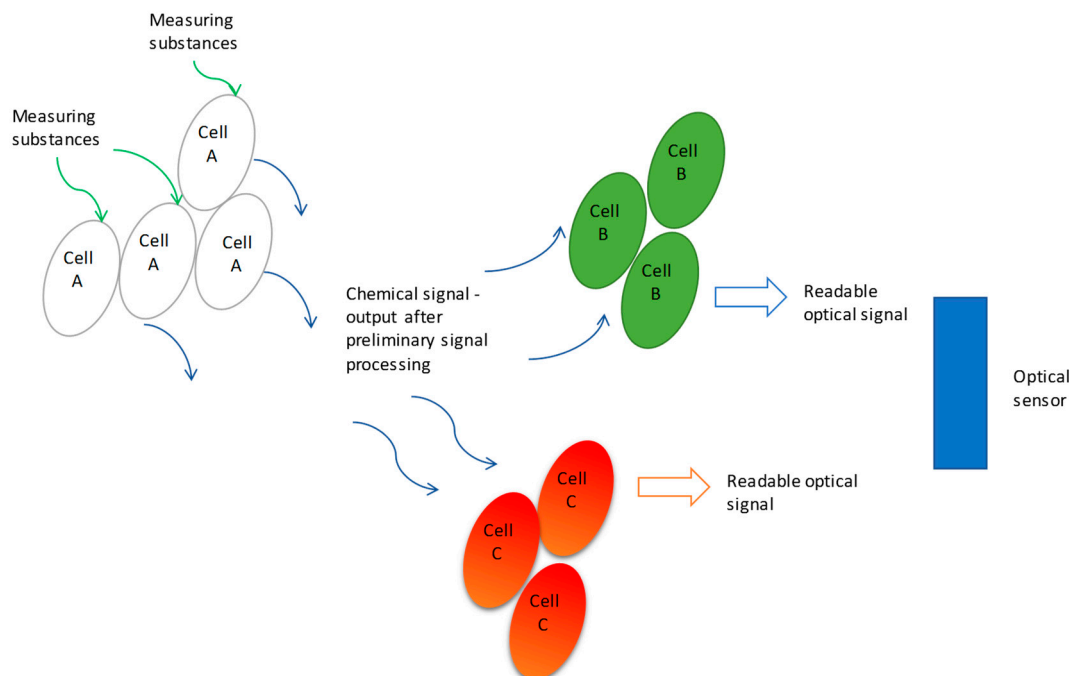 Measuring
substances
Measuring
substances
Cell
A
Cell
A
Cell
A
Cell
A
Chemical signal -
output after
preliminary signal
processing
Cell
B
Cell
B
Cell
B
Readable
optical signal
Optical
sensor
Cell
C
Cell
C
Cell
C
Readable optical
signal